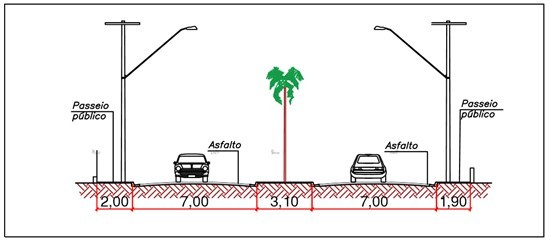 Passeio
público
Asfalto
Asfalto
Passeio
público
2,00
7,00
3,10
7,00
1,90